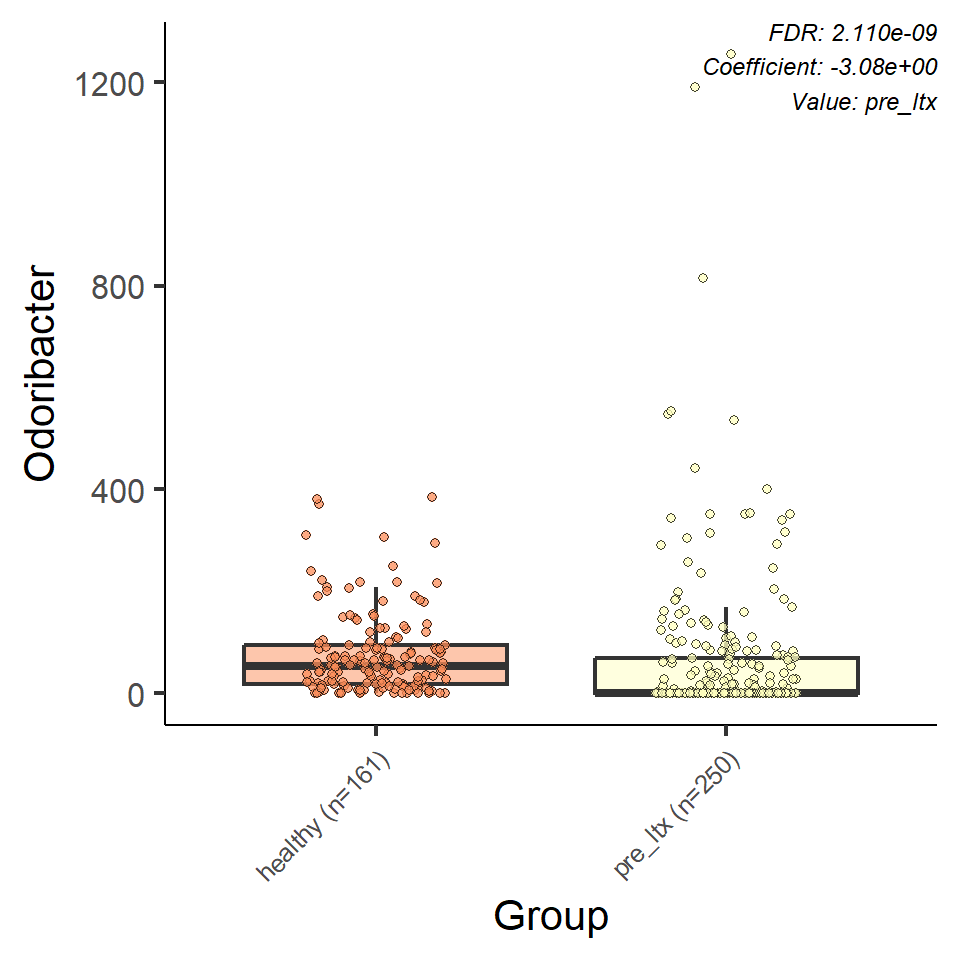 FDR: 2.110e-09
Coefficient: -3.08e+00
Value: pre_ltx
Odoribacter
1200
800
400
0
healthy (n=161)
pre_ltx (n=250)
Group